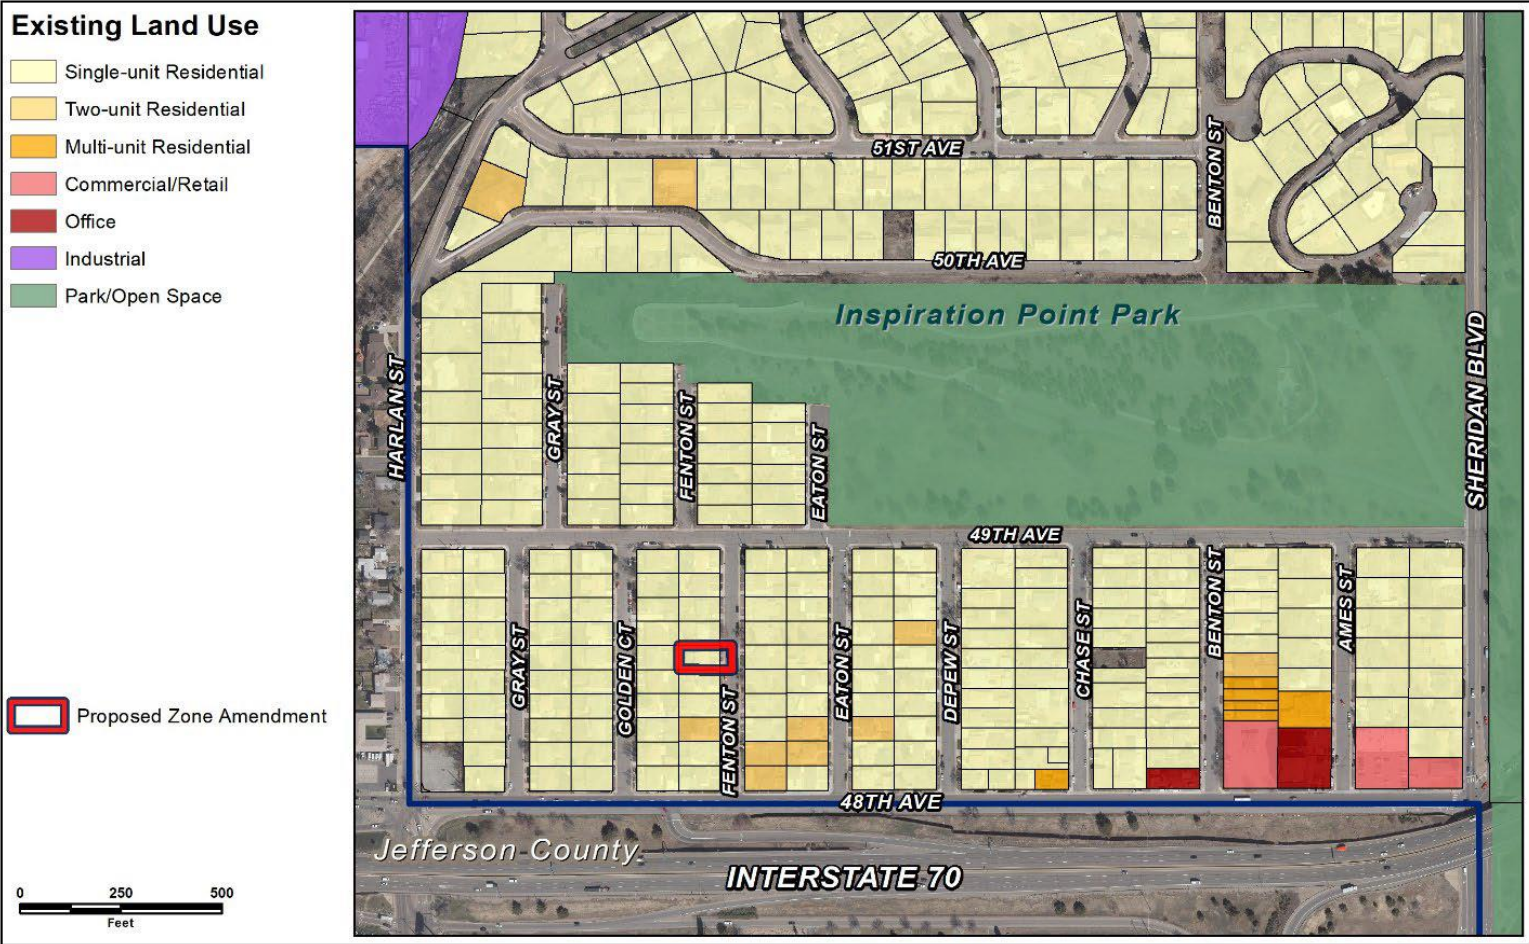 Existing Land Use
Single-unit Residential
Two-unit Residential
Multi-unit Residential
Commercial/Retail
Office
Industrial
Park/Open Space
Proposed Zone Amendment
0 250 500
Feet
51ST AVE
BENTON ST
50TH AVE
Inspiration Point Park
SHERIDAN BLVD
HARLAN ST
GRAY ST
FENTON ST
EATON ST
49TH AVE
GRAY ST
GOLDEN CT
FENTON ST
EATON ST
DEPEW ST
CHASE ST
BENTON ST
AMES ST
48TH AVE
Jefferson County
INTERSTATE 70